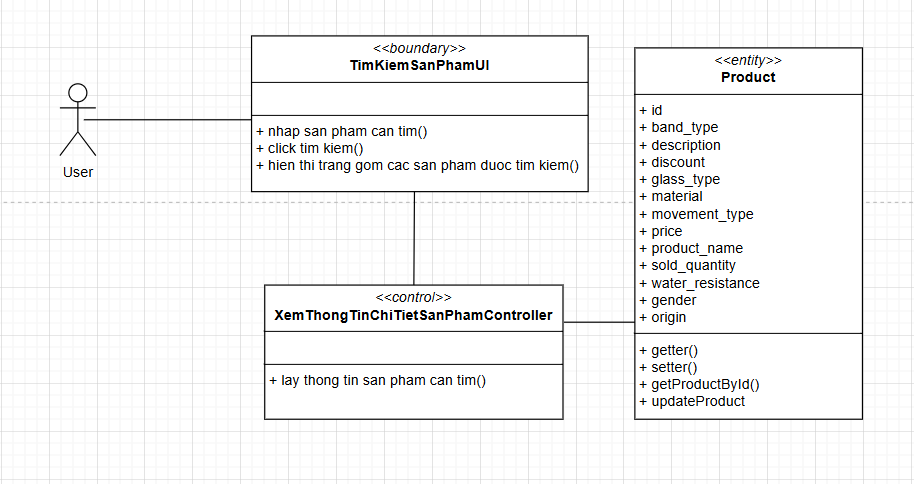 <<boundary>>
TimKiemSanPhamUI
+ nhap san pham can tim()
+ click tim kiem()
+ hien thi trang gom cac san pham duoc tim kiem()
User
<<control>>
XemThongTinChiTietSanPhamController
+ lay thong tin san pham can tim()
<<entity>>
Product
+ id
+ band_type
+ description
+ discount
+ glass_type
+ material
+ movement_type
+ price
+ product_name
+ sold_quantity
+ water_resistance
+ gender
+ origin
+ getter()
+ setter()
+ getProductById()
+ updateProduct